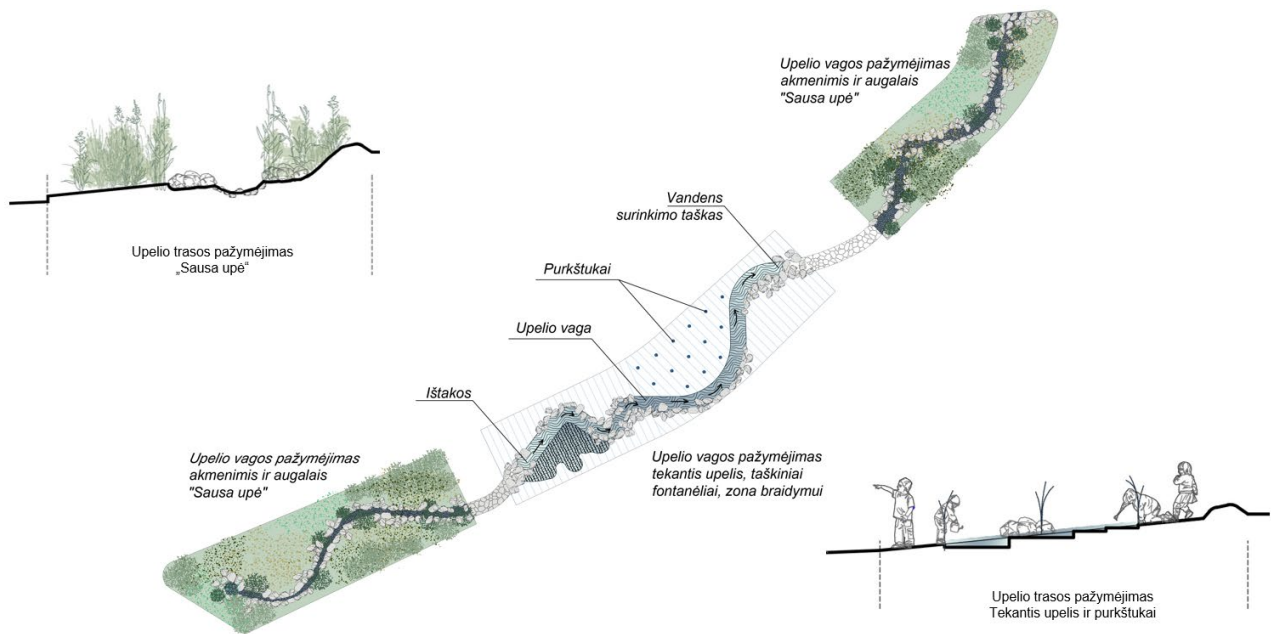 Upelio vagos pažymėjimas
akmenimis ir augalais
"Sausa upė"
Upelio trasos pažymėjimas
„Sausa upė“
Vandens
surinkimo taškas
Purkštukai
Upelio vaga
Ištakos
Upelio vagos pažymėjimas
akmenimis ir augalais
"Sausa upė"
Upelio vagos pažymėjimas
tekantis upelis, taškiniai
fontanėliai, zona braidymui
Upelio trasos pažymėjimas
Tekantis upelis ir purkštukai